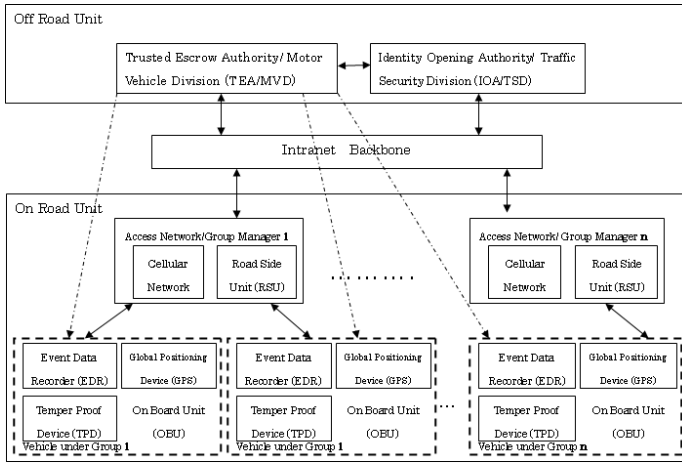 Off Road Unit
Trusted Escrow Authority/ Motor
Vehicle Division (TEA/MVD)
Identity Opening Authority/ Traffic
Security Division (IOA/TSD)
Intranet Backbone
On Road Unit
Access Network/Group Manager 1
Cellular
Network
Road Side
Unit (RSU)
..........
Access Network/ Group Manager n
Cellular
Network
Road Side
Unit (RSU)
Event Data
Recorder (EDR)
Global Positioning
Device (GPS)
Temper Proof
Device (TPD)
On Board Unit
(OBU)
Vehicle under Group 1
Event Data
Recorder (EDR)
Global Positioning
Device (GPS)
Temper Proof
Device (TPD)
On Board Unit
(OBU)
Vehicle under Group 1
...
Event Data
Recorder (EDR)
Global Positioning
Device (GPS)
Temper Proof
Device (TPD)
On Board Unit
(OBU)
Vehicle under Group n